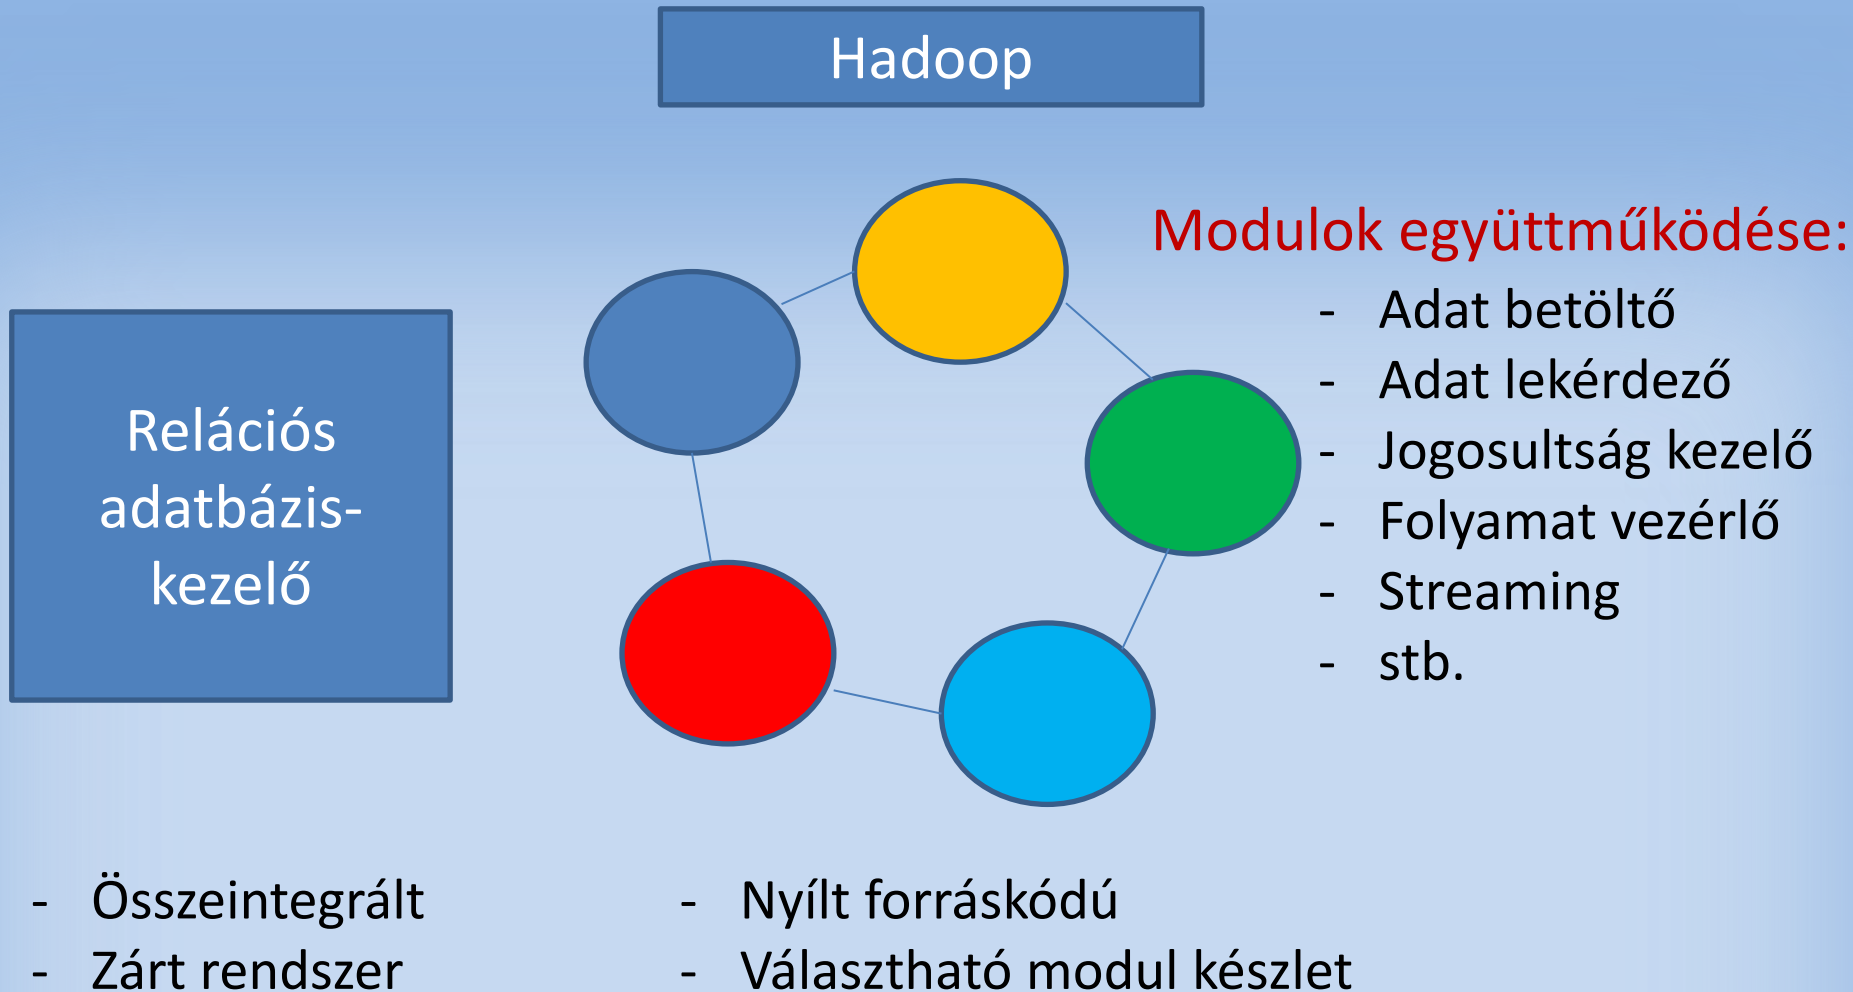 Hadoop
Relációs
adatbázis-
kezelő
Modulok együttműködése:
- Adat betöltő
- Adat lekérdező
- Jogosultság kezelő
- Folyamat vezérlő
- Streaming
- stb.
- Összeintegrált
- Zárt rendszer
- Nyílt forráskódú
- Választható modul készlet